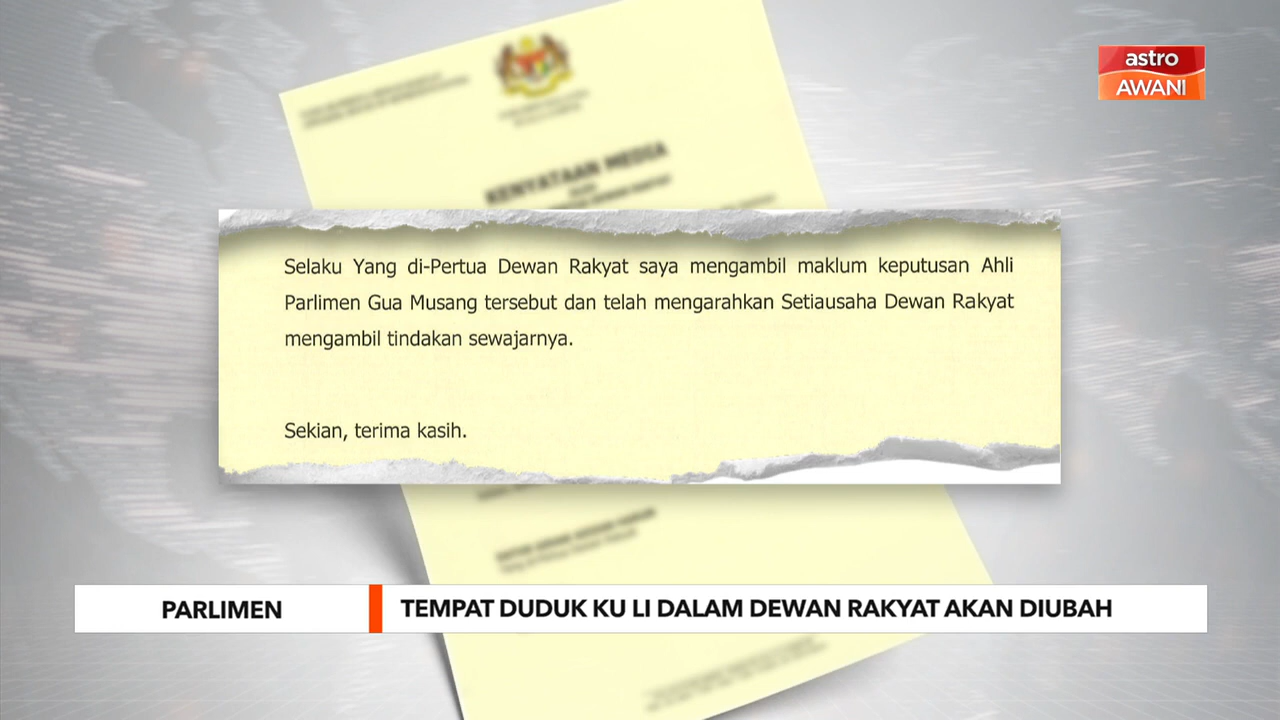 astro
AWANI
KENYATAAN MEDIA
Selaku Yang di-Pertua Dewan Rakyat saya mengambil maklum keputusan Ahli
Parlimen Gua Musang tersebut dan telah mengarahkan Setiausaha Dewan Rakyat
mengambil tindakan sewajarnya.
Sekian, terima kasih.
PARLIMEN
TEMPAT DUDUK KU LI DALAM DEWAN RAKYAT AKAN DIUBAH